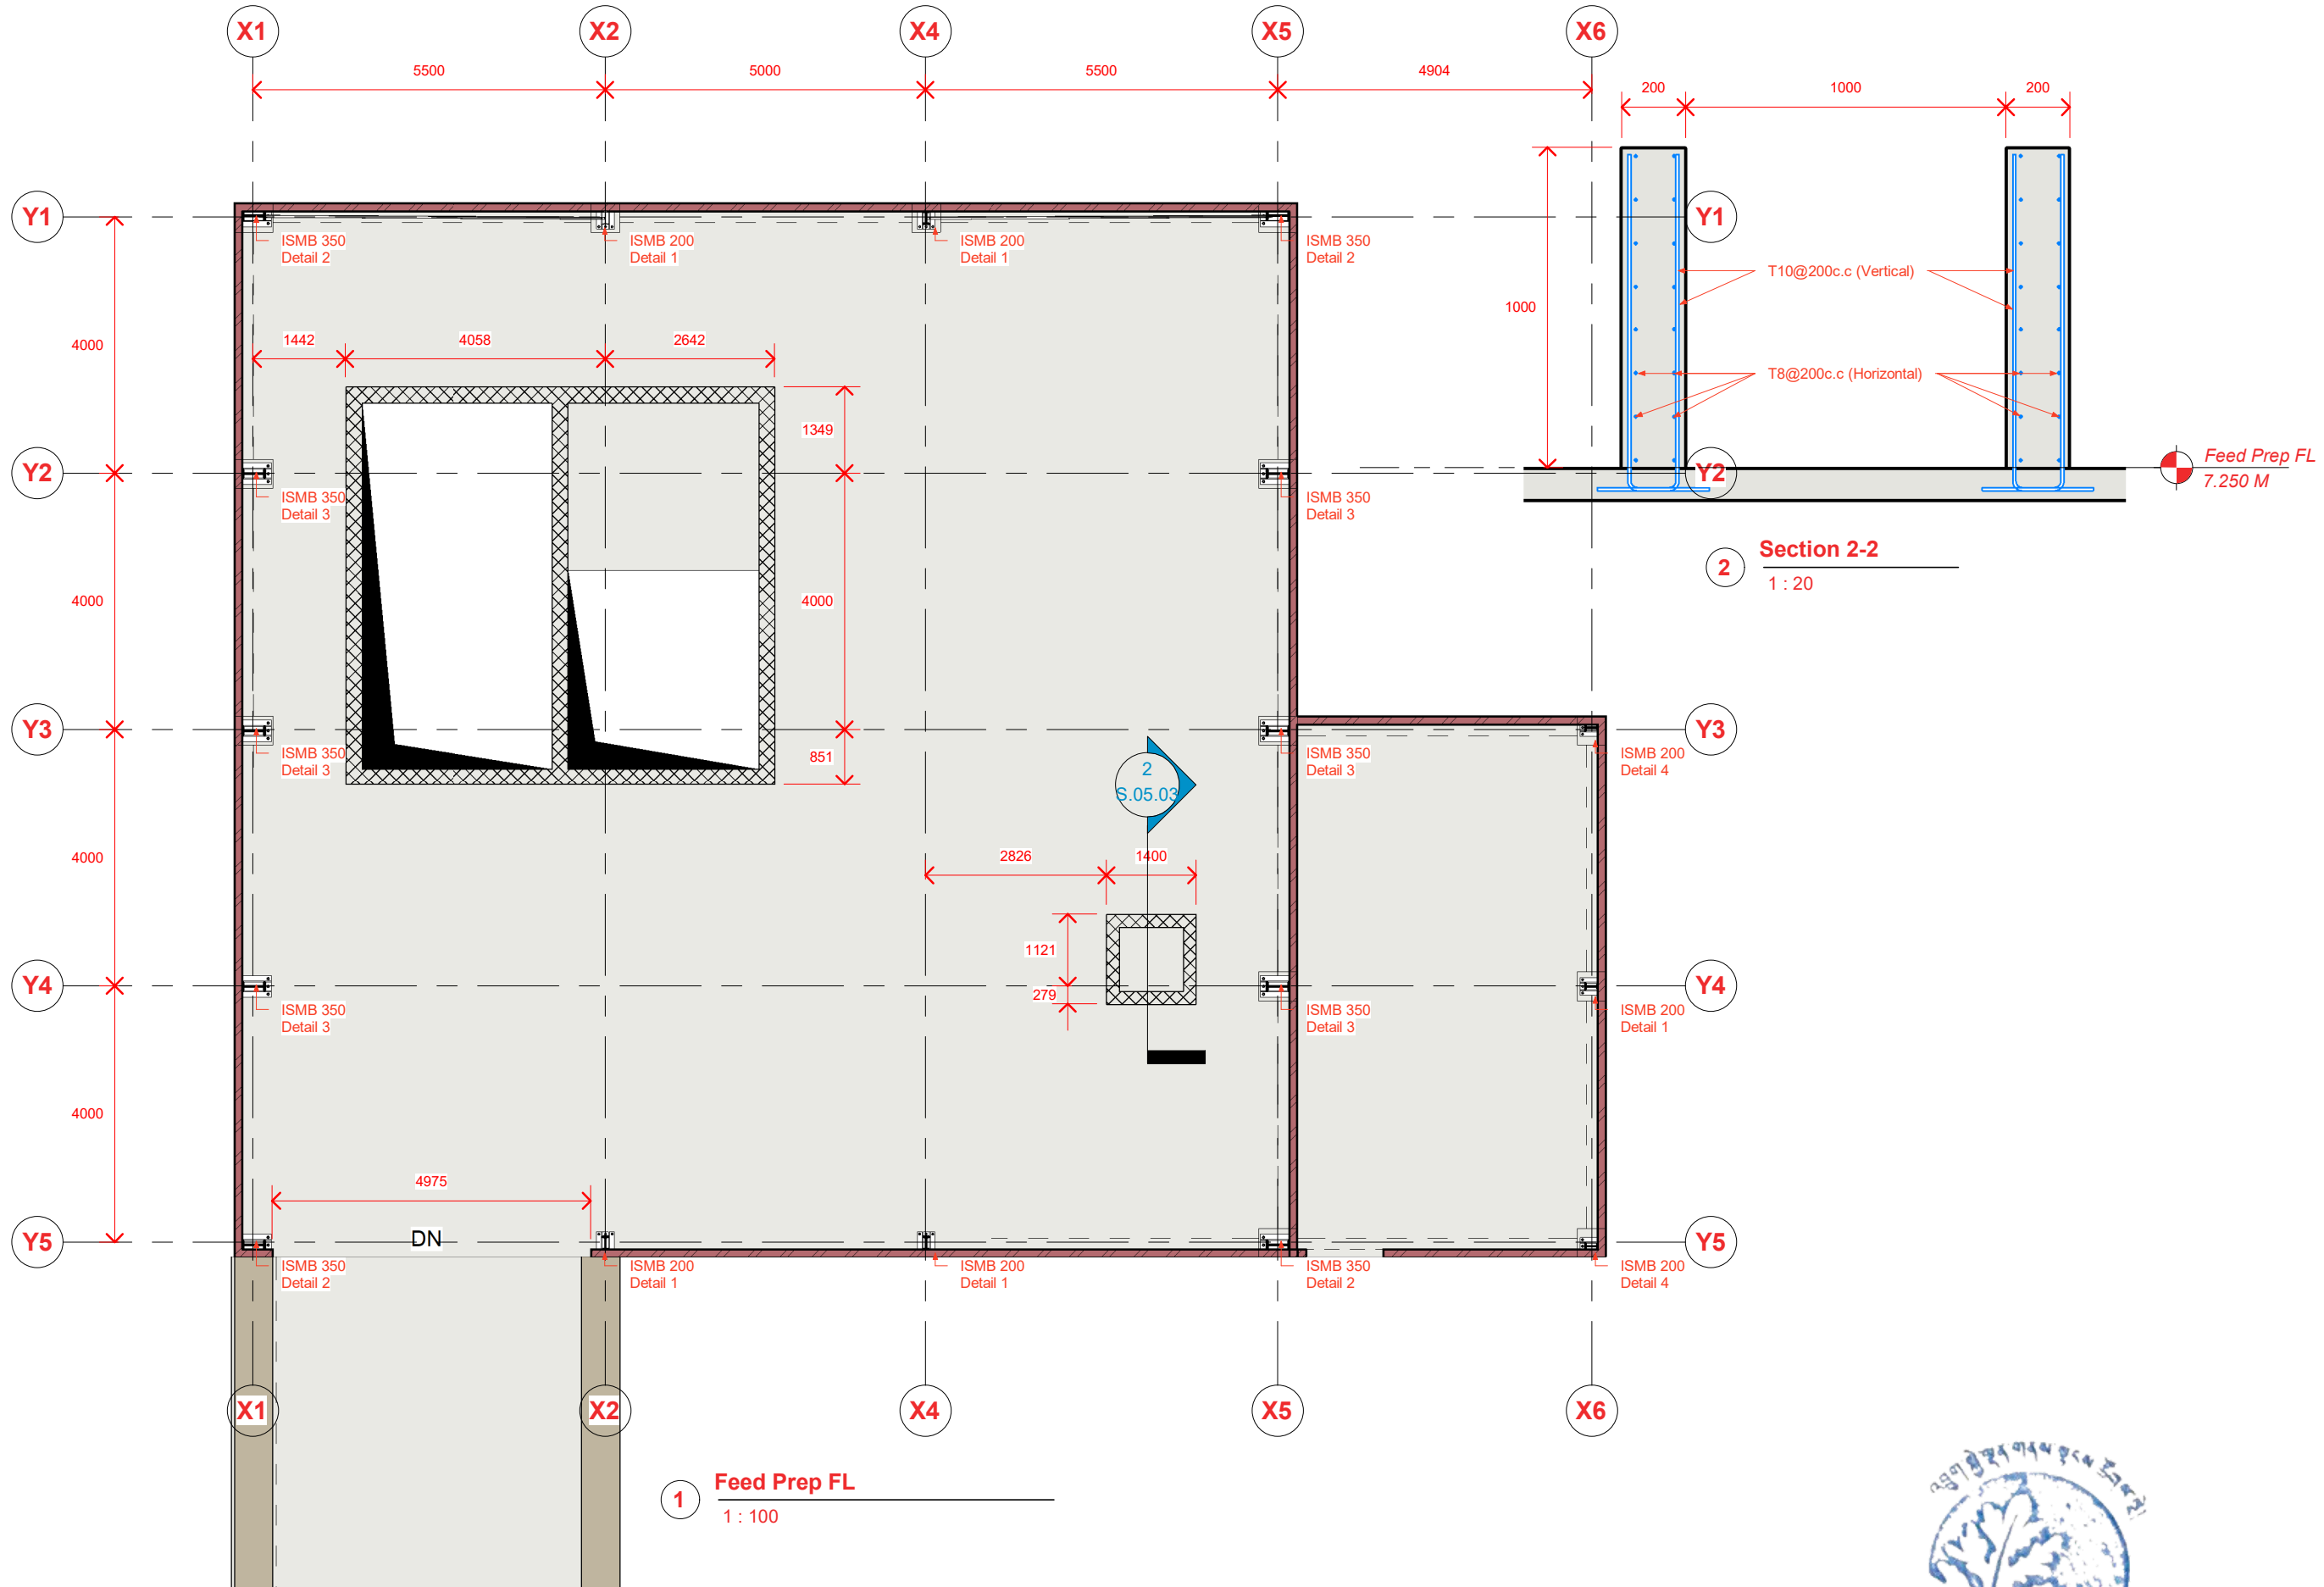 X1
X2
X4
X5
X6
5500
5000
5500
4904
200
1000
200
Y1
Y1
ISMB 350
Detail 2
ISMB 200
Detail 1
ISMB 200
Detail 1
ISMB 350
Detail 2
T10@200c.c (Vertical)
1000
4000
1442
4058
2642
T8@200c.c (Horizontal)
1349
Y2
Y2
Feed Prep FL
7.250 M
ISMB 350
Detail 3
ISMB 350
Detail 3
2
Section 2-2
1 : 20
4000
4000
Y3
Y3
ISMB 350
Detail 3
851
ISMB 350
Detail 3
ISMB 200
Detail 4
2
S.05.03
4000
2826
1400
1121
279
Y4
Y4
ISMB 350
Detail 3
ISMB 350
Detail 3
ISMB 200
Detail 1
4000
4975
DN
Y5
Y5
ISMB 350
Detail 2
ISMB 200
Detail 1
ISMB 200
Detail 1
ISMB 350
Detail 2
ISMB 200
Detail 4
X1
X2
X4
X5
X6
1
Feed Prep FL
1 : 100